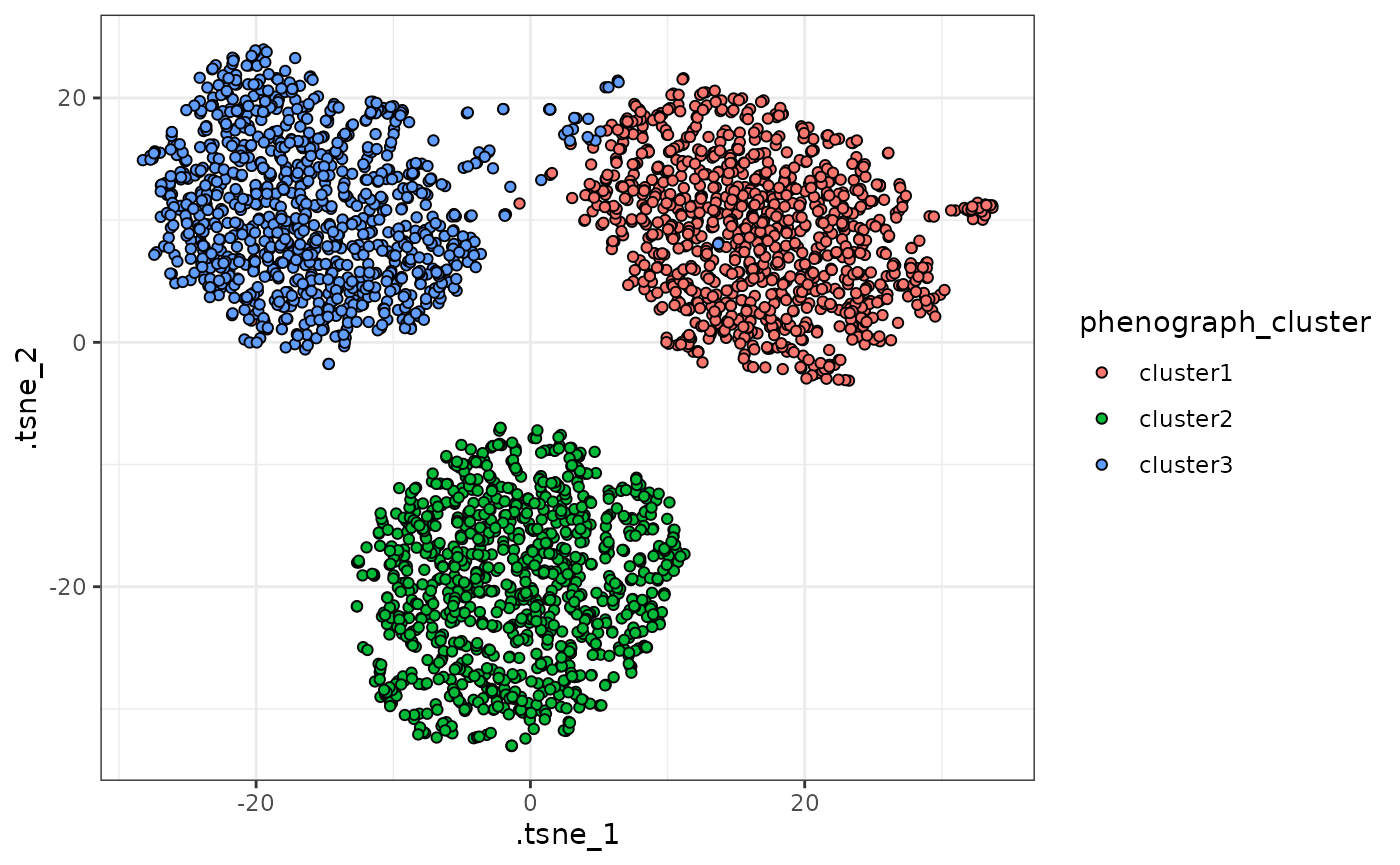 20
0
-20
.tsne_2
-20
0
20
.tsne_1
phenograph_cluster
cluster1
cluster2
cluster3